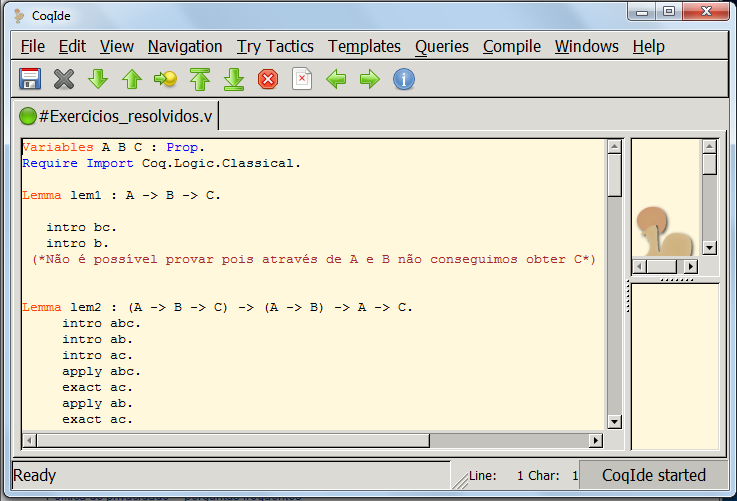 CoqIde
File Edit View Navigation Try Tactics Templates Queries Compile Windows Help
#Exercicios_resolvidos.v
Variables A B C : Prop.
Require Import Coq.Logic.Classical.
Lemma lem1 : A -> B -> C.
intro bc.
intro b.
(*Não é possível provar pois através de A e B não conseguimos obter C*)
Lemma lem2 : (A -> B -> C) -> (A -> B) -> A -> C.
intro abc.
intro ab.
intro ac.
apply abc.
exact ac.
apply ab.
exact ac.
Ready
Line: 1 Char: 1
CoqIde started